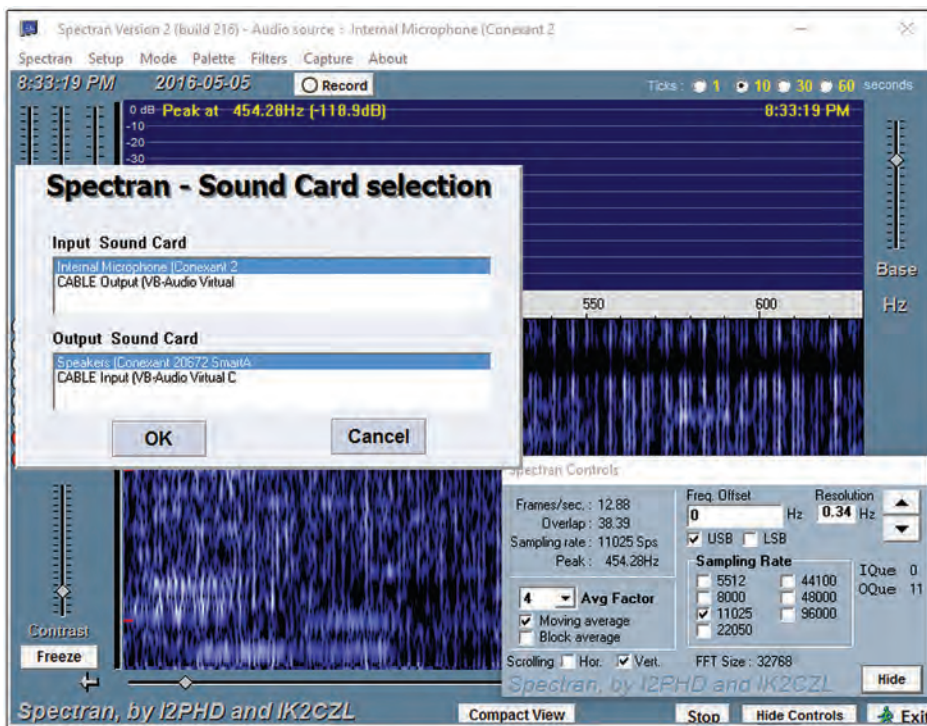 Spectran Version 2 (build 216) - Audio source : Internal Microphone (Conexant 2
Spectran Setup Mode Palette Filters Capture About
8:33:19 PM 2016-05-05 Record Ticks : 1 10 30 60 seconds
0 dB Peak at 454.28Hz (-118.9dB) 8:33:19 PM
-10
-20
-30
Spectran - Sound Card selection
Input Sound Card
Internal Microphone (Conexant 2
CABLE Output (VB-Audio Virtual
Output Sound Card
Speakers (Conexant 20672 SmartA
CABLE Input (VB-Audio Virtual C
OK Cancel
Base
550 600 Hz
Spectran Controls
Frames/sec. : 12.88
Overlap : 38.39
Sampling rate : 11025 Sps
Peak : 454.28Hz
4 Avg Factor
Moving average
Block average
Freq. Offset Resolution
0 Hz 0.34 Hz
USB LSB
Sampling Rate
5512 44100
8000 48000
11025 96000
22050
IQue 0
OQue 11
Scrolling Hor. Vert. FFT Size : 32768
Spectran, by I2PHD and IK2CZL
Hide
Contrast
Freeze
Spectran, by I2PHD and IK2CZL
Compact View Stop Hide Controls Exit